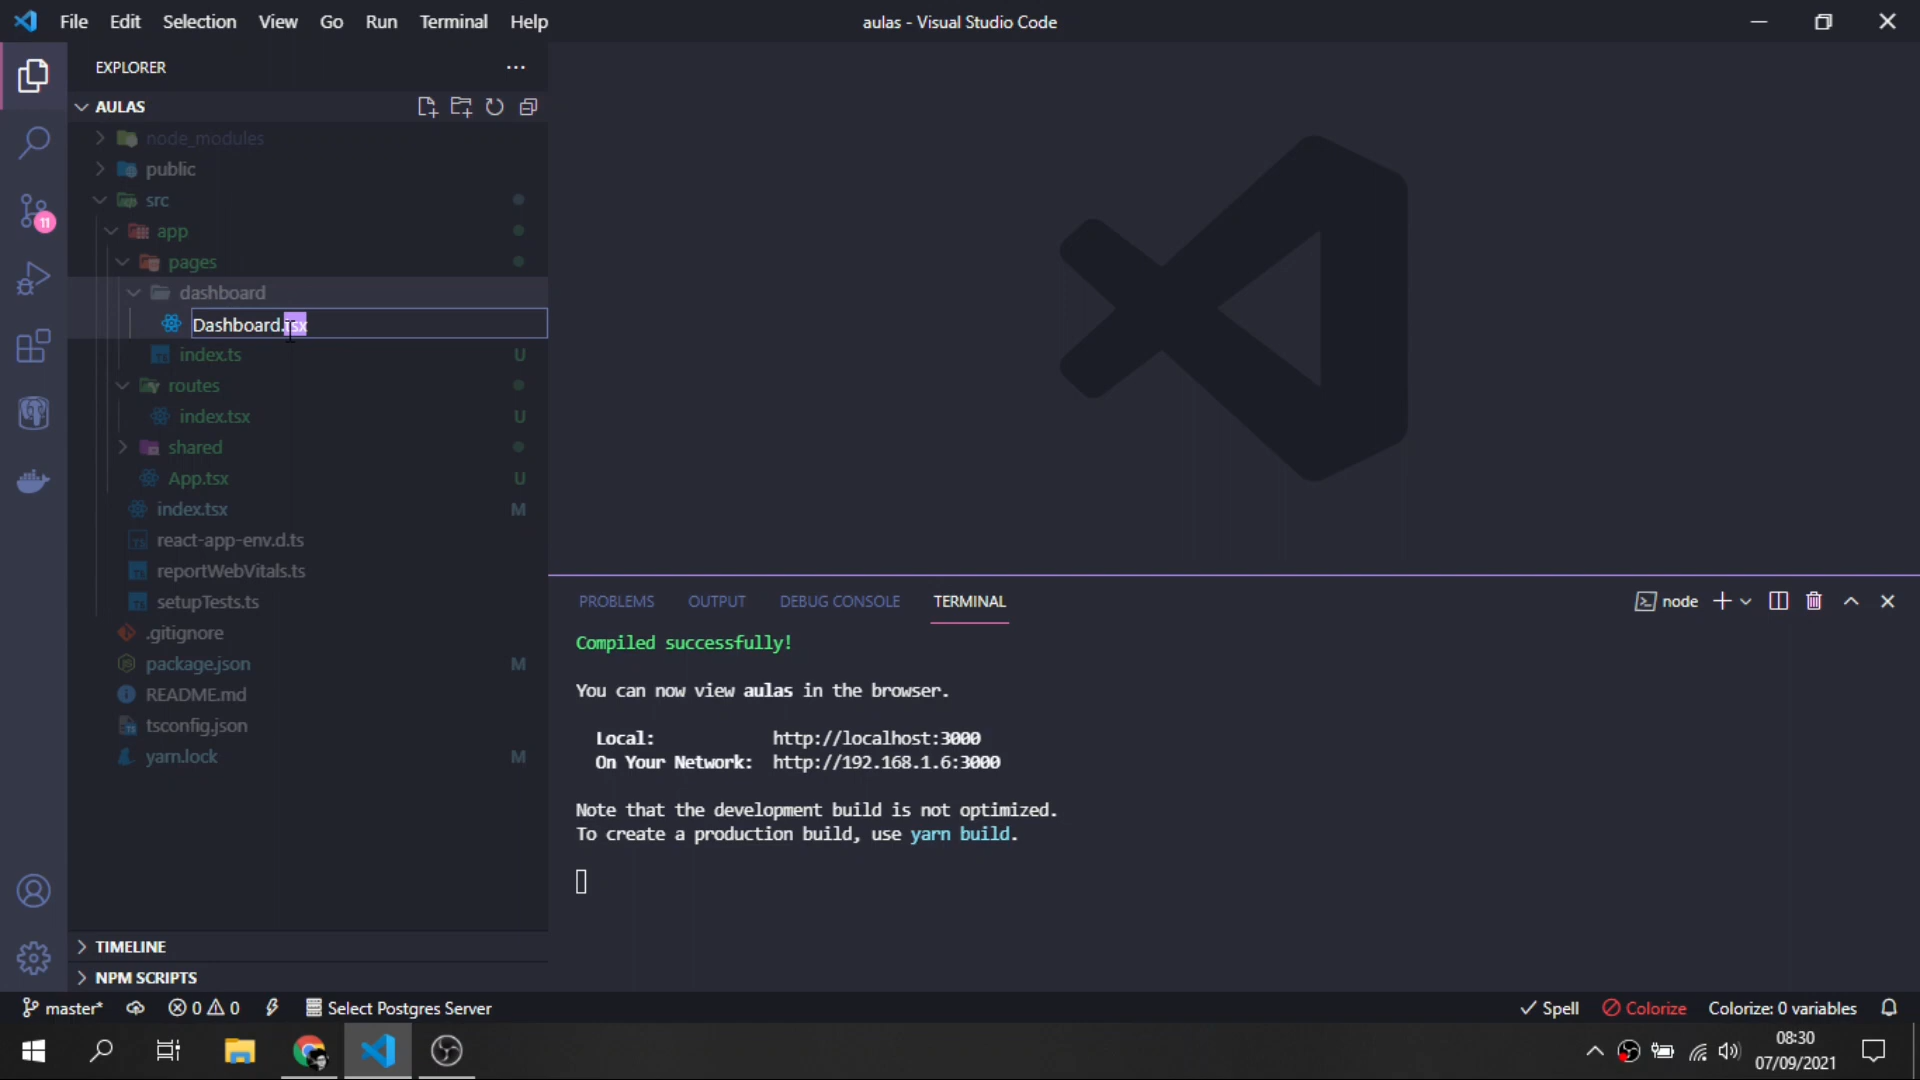 File Edit Selection View Go Run Terminal Help
aulas - Visual Studio Code
EXPLORER
AULAS
node_modules
public
src
app
pages
dashboard
Dashboard.tsx
index.ts U
routes
index.tsx U
shared
App.tsx U
index.tsx M
react-app-env.d.ts
reportWebVitals.ts
setupTests.ts
.gitignore
package.json M
README.md
tsconfig.json
yarn.lock M
TIMELINE
NPM SCRIPTS
11
PROBLEMS OUTPUT DEBUG CONSOLE TERMINAL
node
Compiled successfully!
You can now view aulas in the browser.
Local: http://localhost:3000
On Your Network: http://192.168.1.6:3000
Note that the development build is not optimized.
To create a production build, use yarn build.
master* 0 0 Select Postgres Server
Spell Colorize Colorize: 0 variables
08:30
07/09/2021